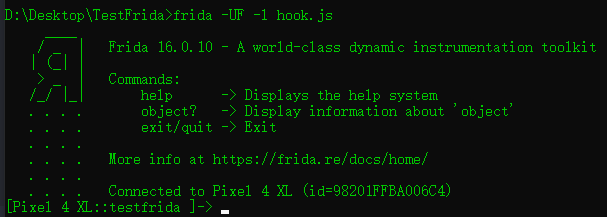 D:\Desktop\TestFrida>frida -UF -l hook.js
     ____
    / _  |   Frida 16.0.10 - A world-class dynamic instrumentation toolkit
   | (_| |
    > _  |   Commands:
   /_/ |_|       help      -> Displays the help system
   . . . .       object?   -> Display information about 'object'
   . . . .       exit/quit -> Exit
   . . . .
   . . . .   More info at https://frida.re/docs/home/
   . . . .
   . . . .   Connected to Pixel 4 XL (id=98201FFBA006C4)
[Pixel 4 XL::testfrida ]->